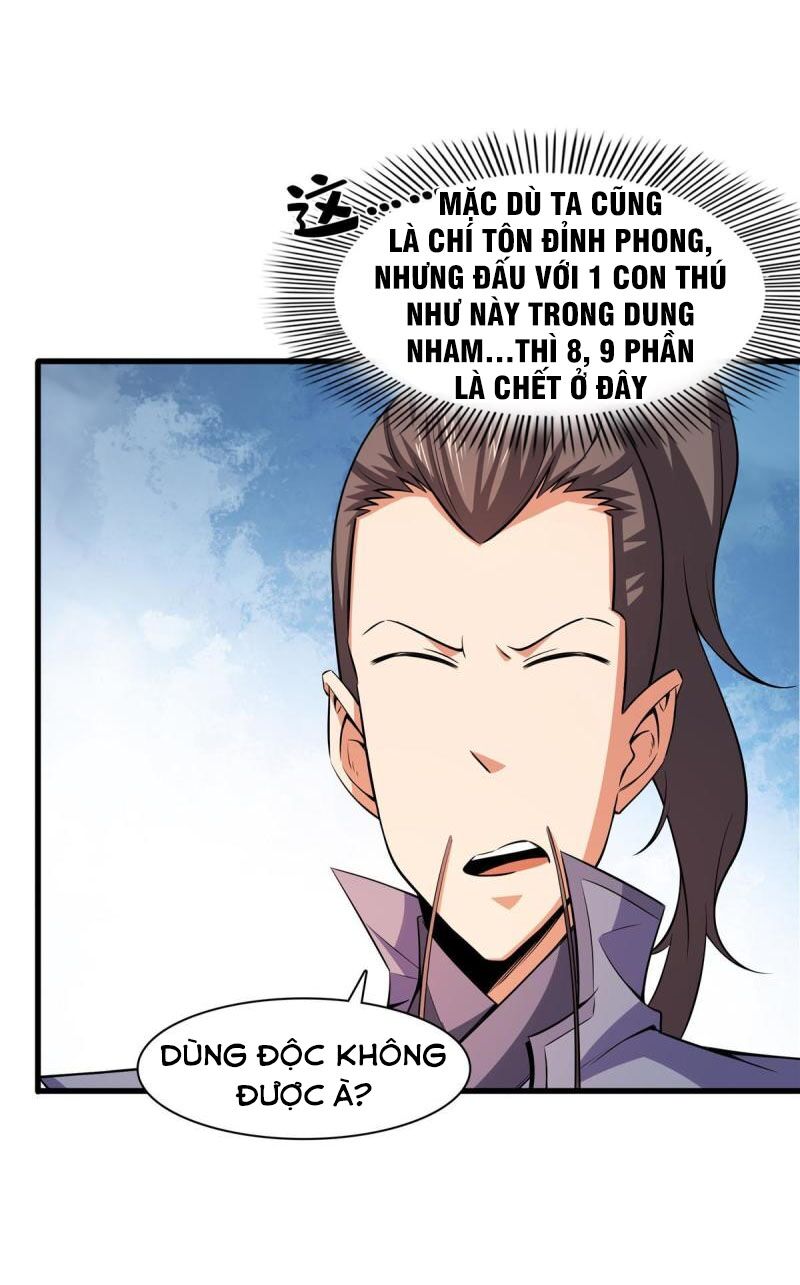 这……
MẶC DÙ TA CŨNG
LÀ CHÍ TÔN ĐỈNH PHONG,
NHƯNG ĐẤU VỚI 1 CON THÚ
NHƯ NÀY TRONG DUNG
NHAM...THÌ 8, 9 PHẦN
LÀ CHẾT Ở ĐÂY
DÙNG ĐỘC KHÔNG
ĐƯỢC À?